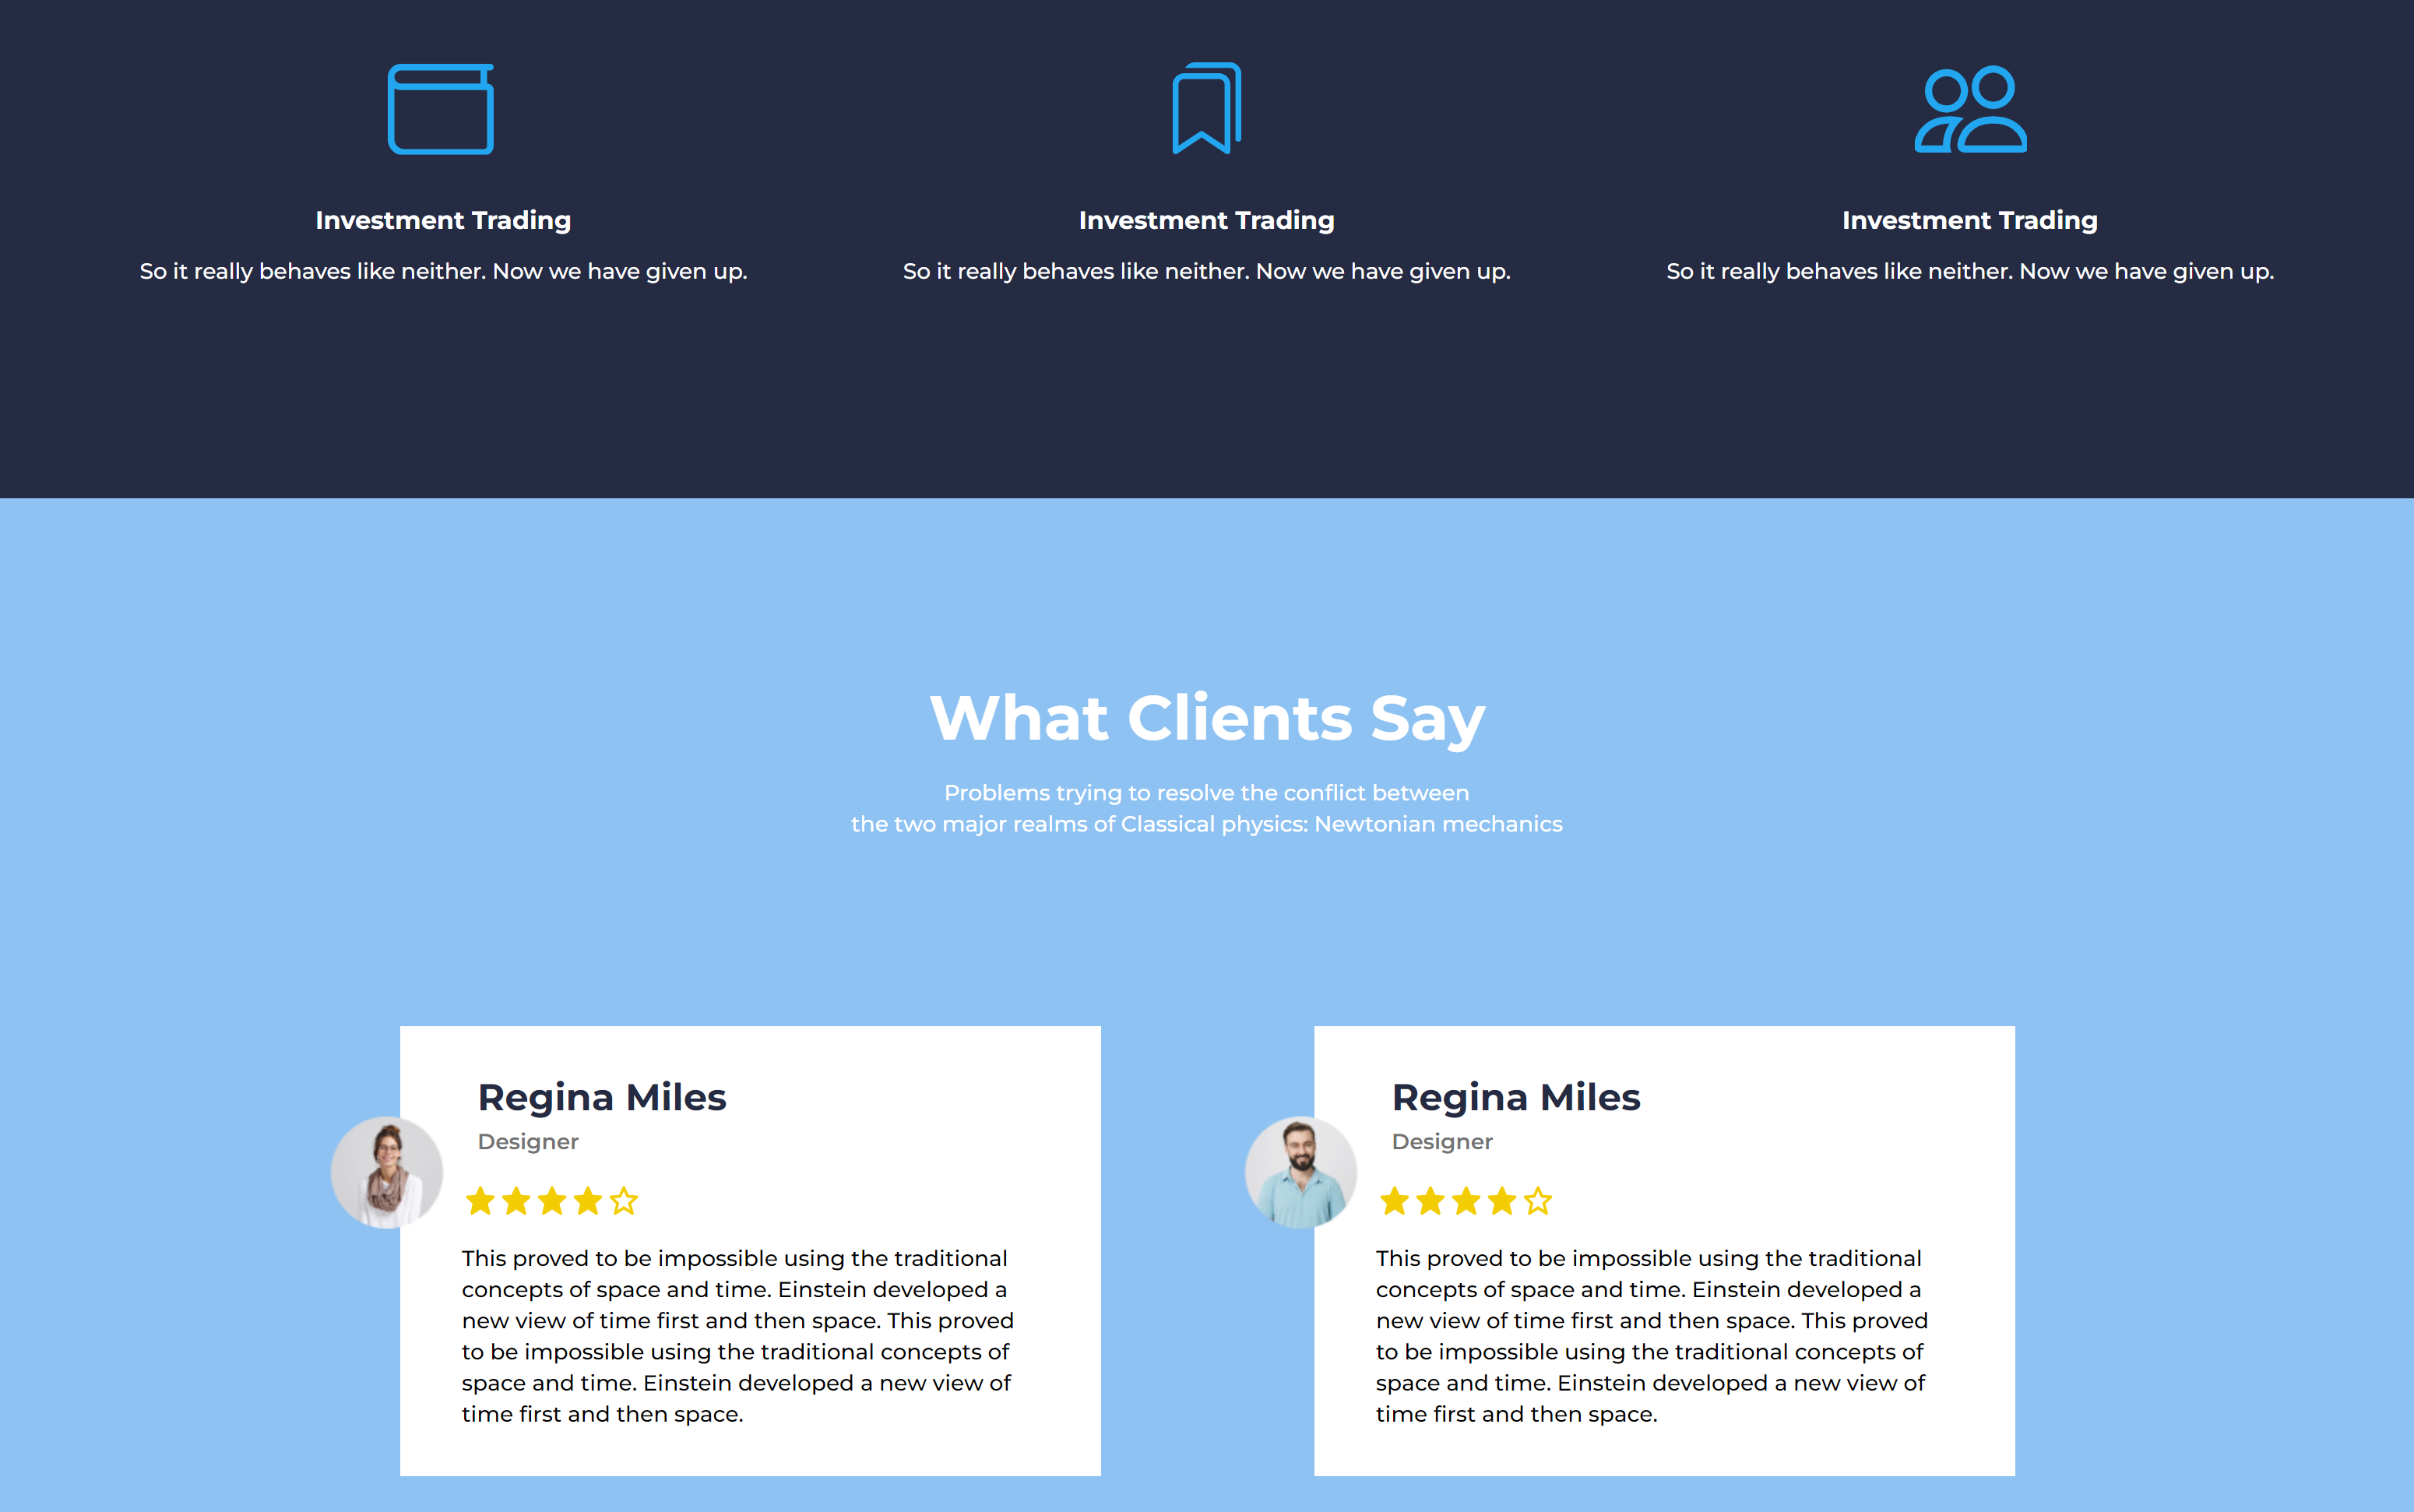 Investment Trading
Investment Trading
Investment Trading
So it really behaves like neither. Now we have given up.
So it really behaves like neither. Now we have given up.
So it really behaves like neither. Now we have given up.
What Clients Say
Problems trying to resolve the conflict between
the two major realms of Classical physics: Newtonian mechanics
Regina Miles
Designer
This proved to be impossible using the traditional
concepts of space and time. Einstein developed a
new view of time first and then space. This proved
to be impossible using the traditional concepts of
space and time. Einstein developed a new view of
time first and then space.
Regina Miles
Designer
This proved to be impossible using the traditional
concepts of space and time. Einstein developed a
new view of time first and then space. This proved
to be impossible using the traditional concepts of
space and time. Einstein developed a new view of
time first and then space.